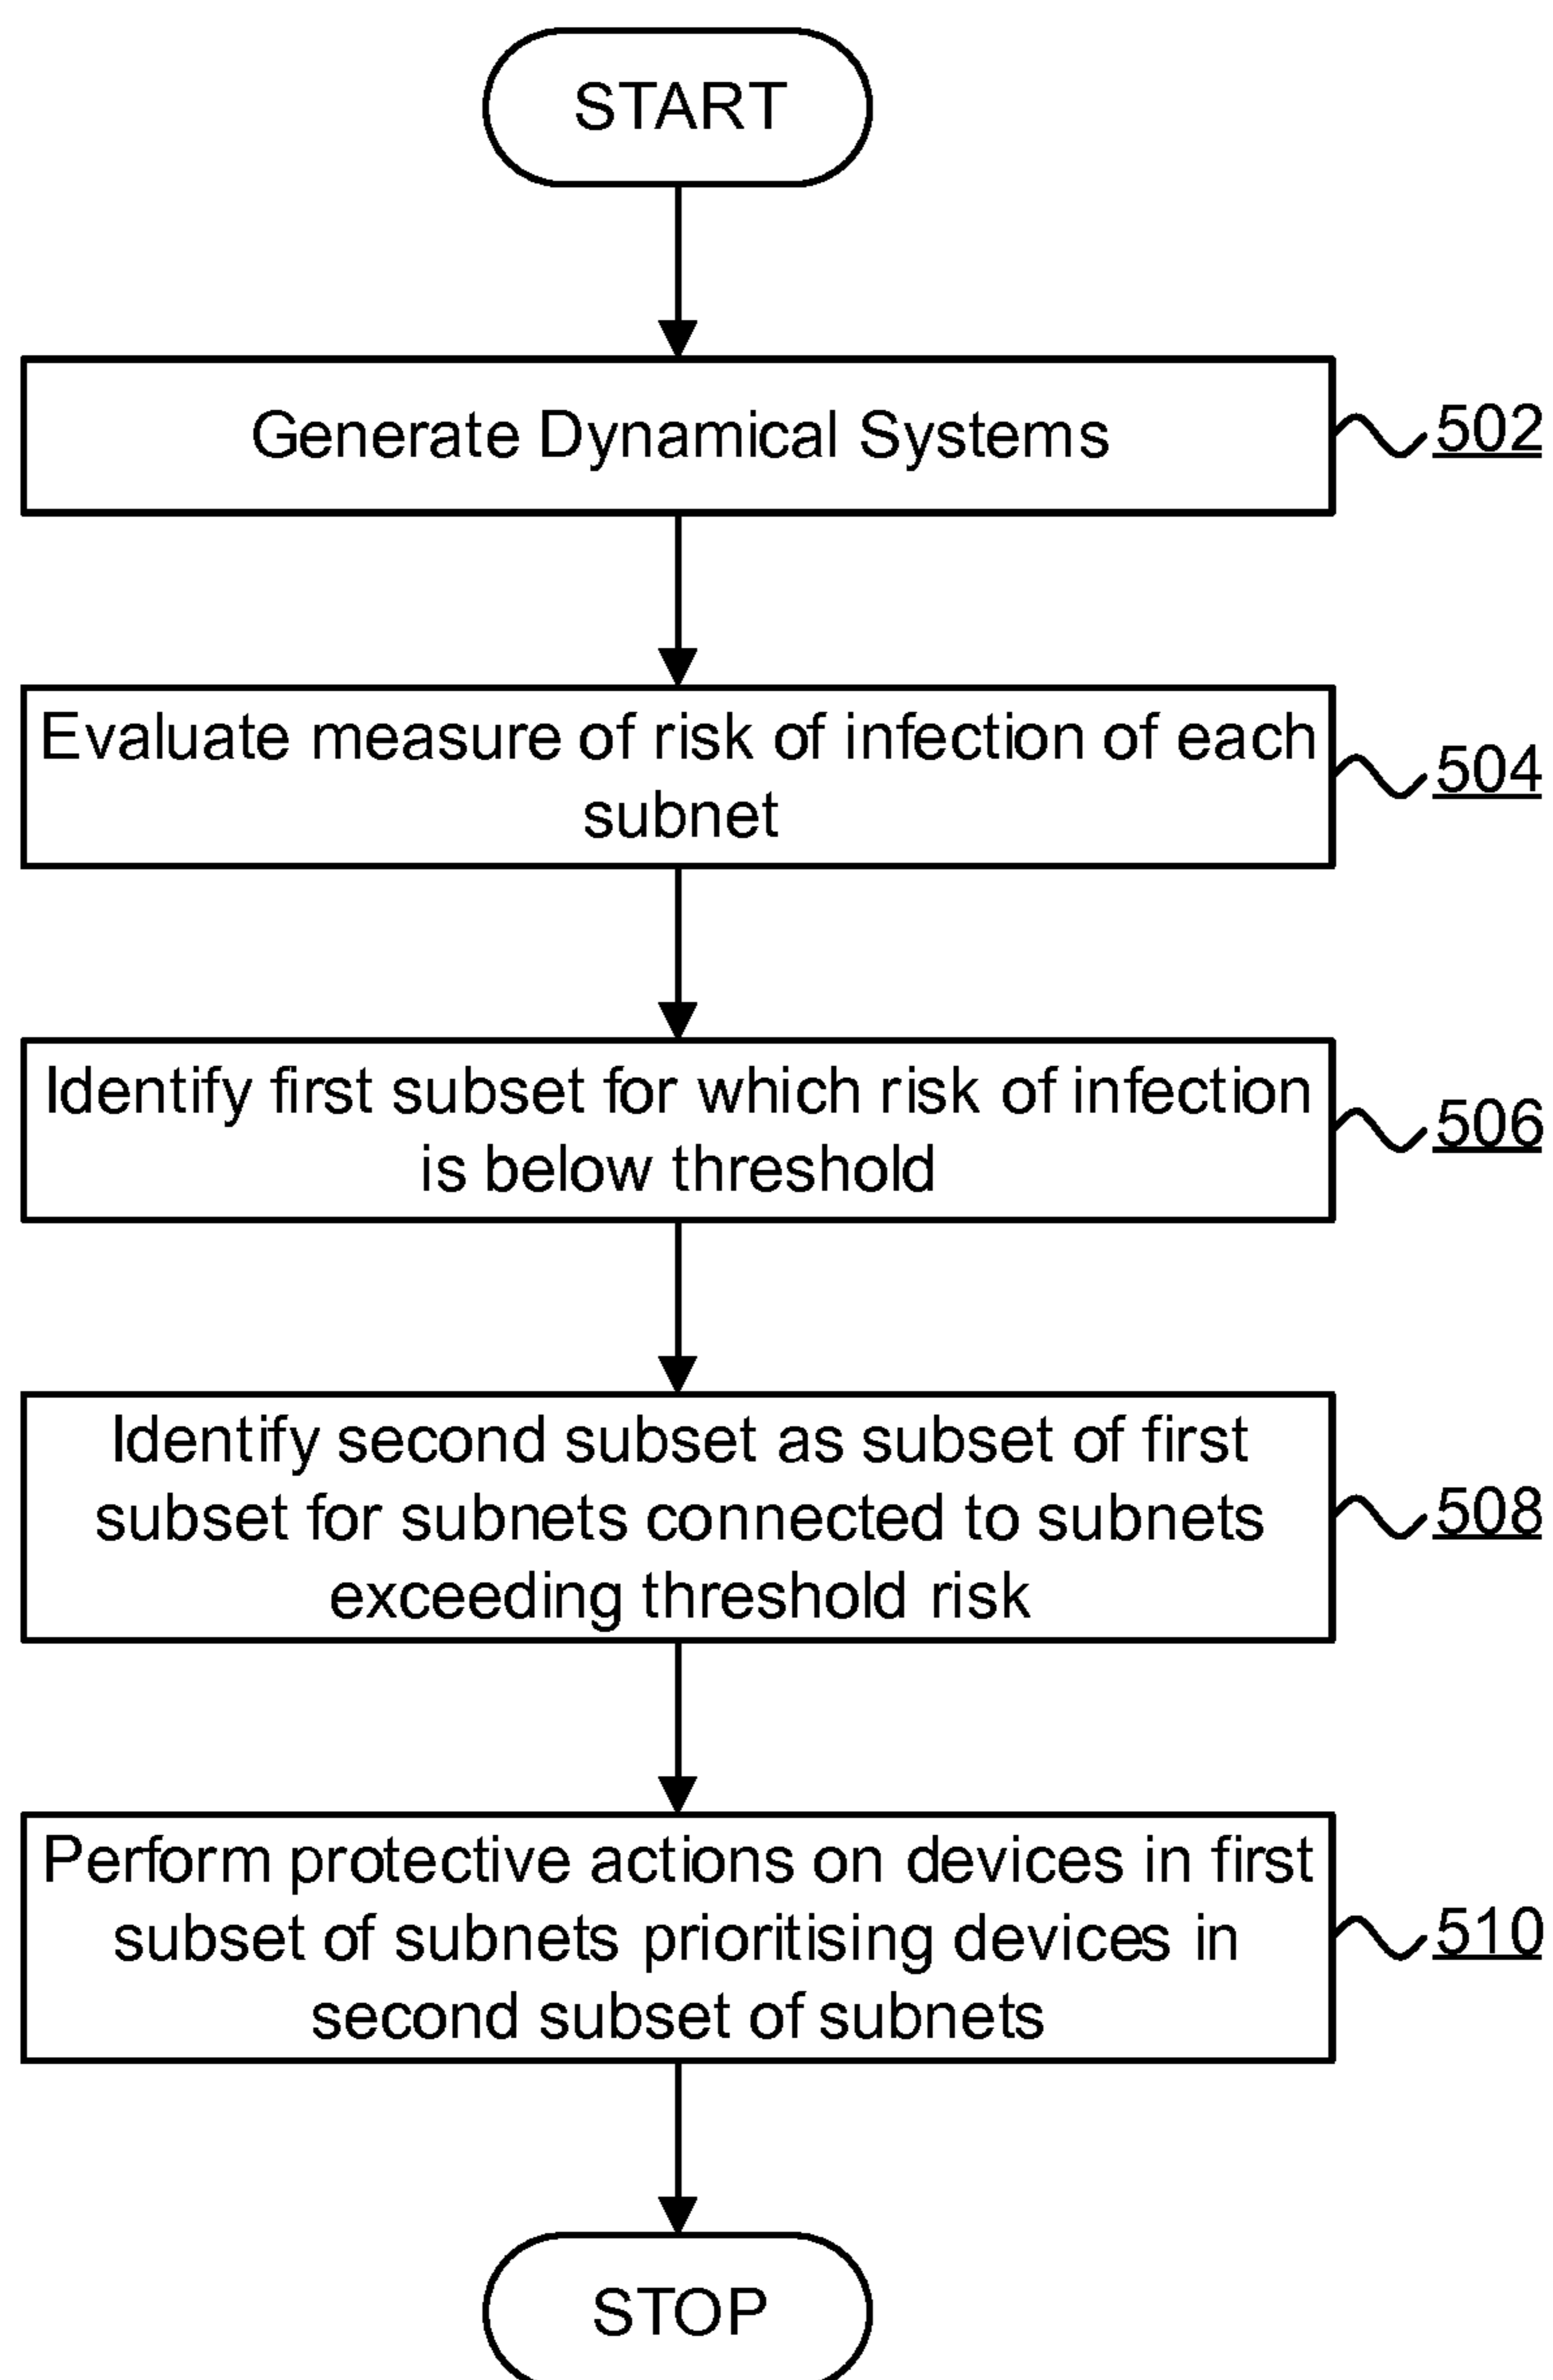 START
Generate Dynamical Systems
502
Evaluate measure of risk of infection of each
subnet
504
Identify first subset for which risk of infection
is below threshold
506
Identify second subset as subset of first
subset for subnets connected to subnets
exceeding threshold risk
508
Perform protective actions on devices in first
subset of subnets prioritising devices in
second subset of subnets
510
STOP